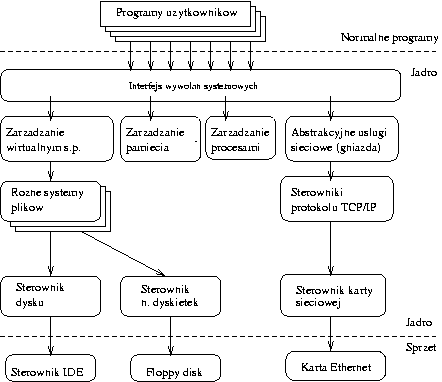 Programy uzytkownikow
Normalne programy
Jadro
Interfejs wywolan systemowych
Zarzadzanie
wirtualnym s.p.
Zarzadzanie
pamiecia
Zarzadzanie
procesami
Abstrakcyjne uslugi
sieciowe (gniazda)
Rozne systemy
plikow
Sterowniki
protokolu TCP/IP
Sterownik
dysku
Sterownik
n. dyskietek
Sterownik karty
sieciowej
Jadro
Sprzet
Sterownik IDE
Floppy disk
Karta Ethernet